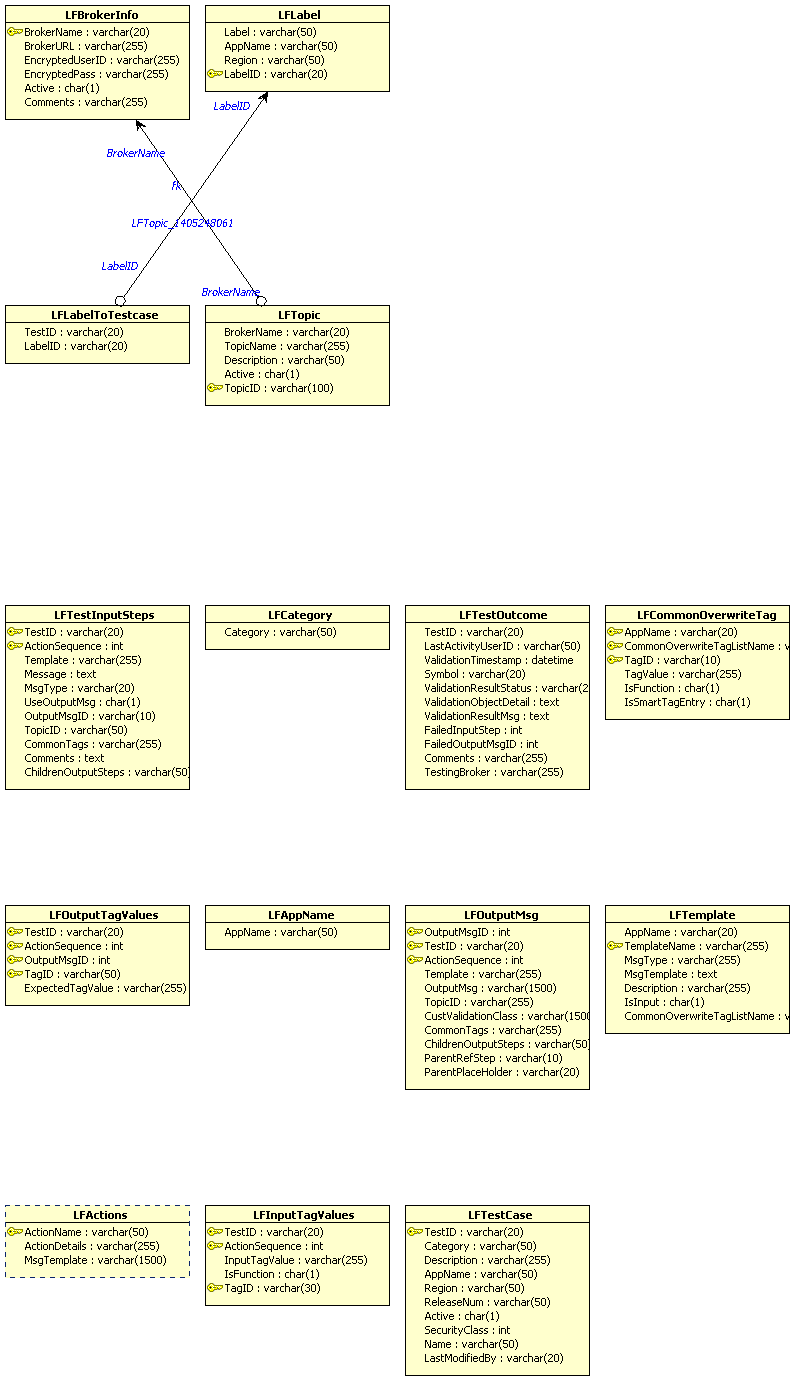 LFBrokerInfo
BrokerName : varchar(20)
BrokerURL : varchar(255)
EncryptedUserID : varchar(255)
EncryptedPass : varchar(255)
Active : char(1)
Comments : varchar(255)
LFLabel
Label : varchar(50)
AppName : varchar(50)
Region : varchar(50)
LabelID : varchar(20)
LabelID
BrokerName
fk
LFTopic_1405248061
LabelID
BrokerName
LFLabelToTestcase
TestID : varchar(20)
LabelID : varchar(20)
LFTopic
BrokerName : varchar(20)
TopicName : varchar(255)
Description : varchar(50)
Active : char(1)
TopicID : varchar(100)
LFTestInputSteps
TestID : varchar(20)
ActionSequence : int
Template : varchar(255)
Message : text
MsgType : varchar(20)
UseOutputMsg : char(1)
OutputMsgID : varchar(10)
TopicID : varchar(50)
CommonTags : varchar(255)
Comments : text
ChildrenOutputSteps : varchar(50)
LFCategory
Category : varchar(50)
LFTestOutcome
TestID : varchar(20)
LastActivityUserID : varchar(50)
ValidationTimestamp : datetime
Symbol : varchar(20)
ValidationResultStatus : varchar(2
ValidationObjectDetail : text
ValidationResultMsg : text
FailedInputStep : int
FailedOutputMsgID : int
Comments : varchar(255)
TestingBroker : varchar(255)
LFCommonOverwriteTag
AppName : varchar(20)
CommonOverwriteTagListName : v
TagID : varchar(10)
TagValue : varchar(255)
IsFunction : char(1)
IsSmartTagEntry : char(1)
LFOutputTagValues
TestID : varchar(20)
ActionSequence : int
OutputMsgID : int
TagID : varchar(50)
ExpectedTagValue : varchar(255)
LFAppName
AppName : varchar(50)
LFOutputMsg
OutputMsgID : int
TestID : varchar(20)
ActionSequence : int
Template : varchar(255)
OutputMsg : varchar(1500)
TopicID : varchar(255)
CustValidationClass : varchar(1500
CommonTags : varchar(255)
ChildrenOutputSteps : varchar(50)
ParentRefStep : varchar(10)
ParentPlaceHolder : varchar(20)
LFTemplate
AppName : varchar(20)
TemplateName : varchar(255)
MsgType : varchar(255)
MsgTemplate : text
Description : varchar(255)
IsInput : char(1)
CommonOverwriteTagListName : v
LFActions
ActionName : varchar(50)
ActionDetails : varchar(255)
MsgTemplate : varchar(1500)
LFInputTagValues
TestID : varchar(20)
ActionSequence : int
InputTagValue : varchar(255)
IsFunction : char(1)
TagID : varchar(30)
LFTestCase
TestID : varchar(20)
Category : varchar(50)
Description : varchar(255)
AppName : varchar(50)
Region : varchar(50)
ReleaseNum : varchar(50)
Active : char(1)
SecurityClass : int
Name : varchar(50)
LastModifiedBy : varchar(20)